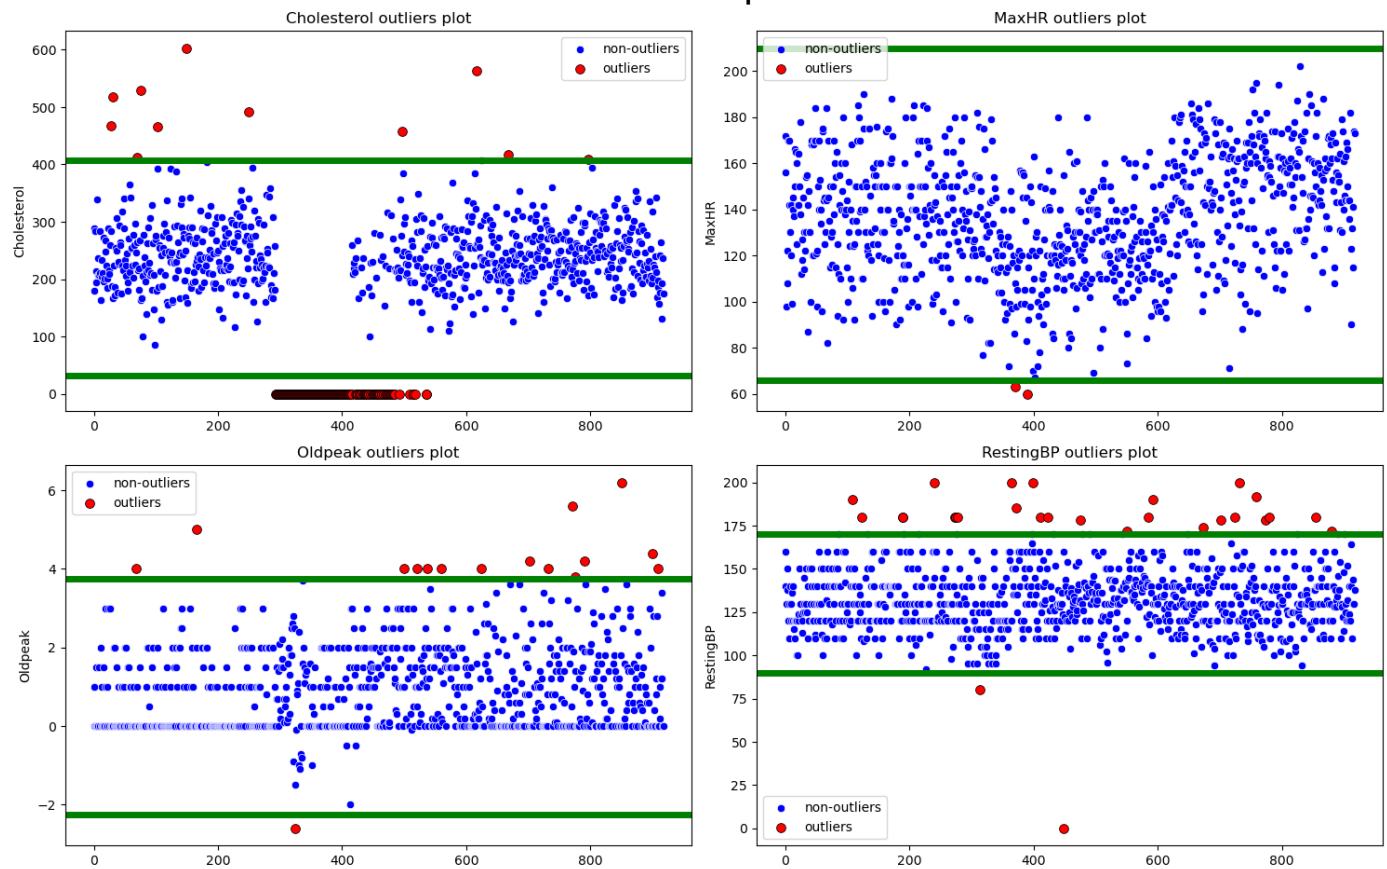 Cholesterol outliers plot
Cholesterol
600
500
400
300
200
100
0
0 200 400 600 800
non-outliers
outliers
MaxHR outliers plot
MaxHR
200
180
160
140
120
100
80
60
0 200 400 600 800
non-outliers
outliers
Oldpeak outliers plot
Oldpeak
6
4
2
0
−2
0 200 400 600 800
non-outliers
outliers
RestingBP outliers plot
RestingBP
200
175
150
125
100
75
50
25
0
0 200 400 600 800
non-outliers
outliers